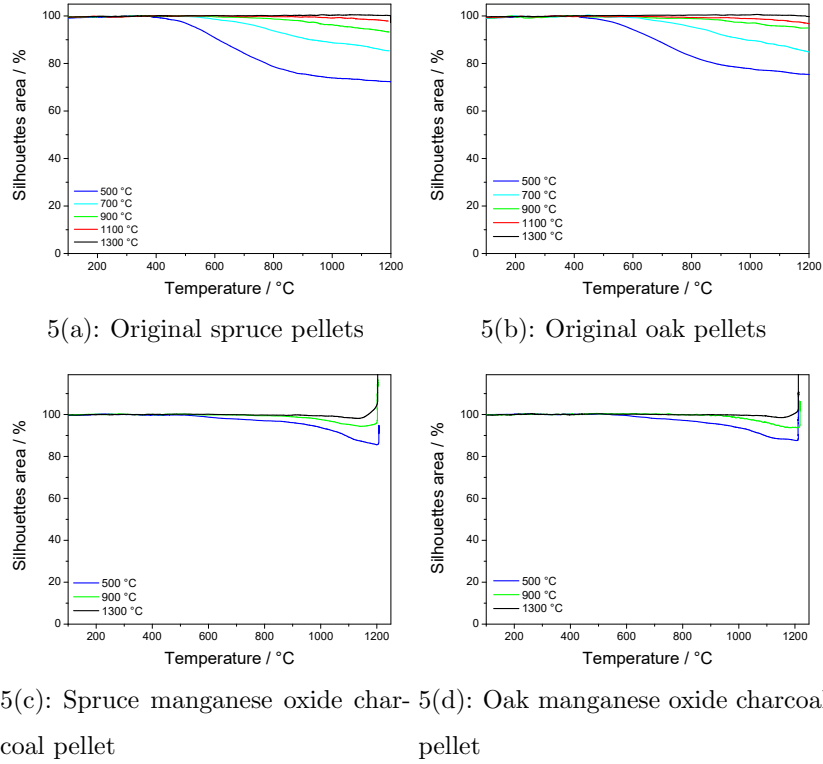 100
80
60
40
20
0
Silhouettes area / %
500 °C
700 °C
900 °C
1100 °C
1300 °C
200 400 600 800 1000 1200
Temperature / °C
5(a): Original spruce pellets
100
80
60
40
20
0
Silhouettes area / %
500 °C
700 °C
900 °C
1100 °C
1300 °C
200 400 600 800 1000 1200
Temperature / °C
5(b): Original oak pellets
100
80
60
40
20
0
Silhouettes area / %
500 °C
900 °C
1300 °C
200 400 600 800 1000 1200
Temperature / °C
5(c): Spruce manganese oxide char-
coal pellet
100
80
60
40
20
0
Silhouettes area / %
500 °C
900 °C
1300 °C
200 400 600 800 1000 1200
Temperature / °C
5(d): Oak manganese oxide charcoal
pellet